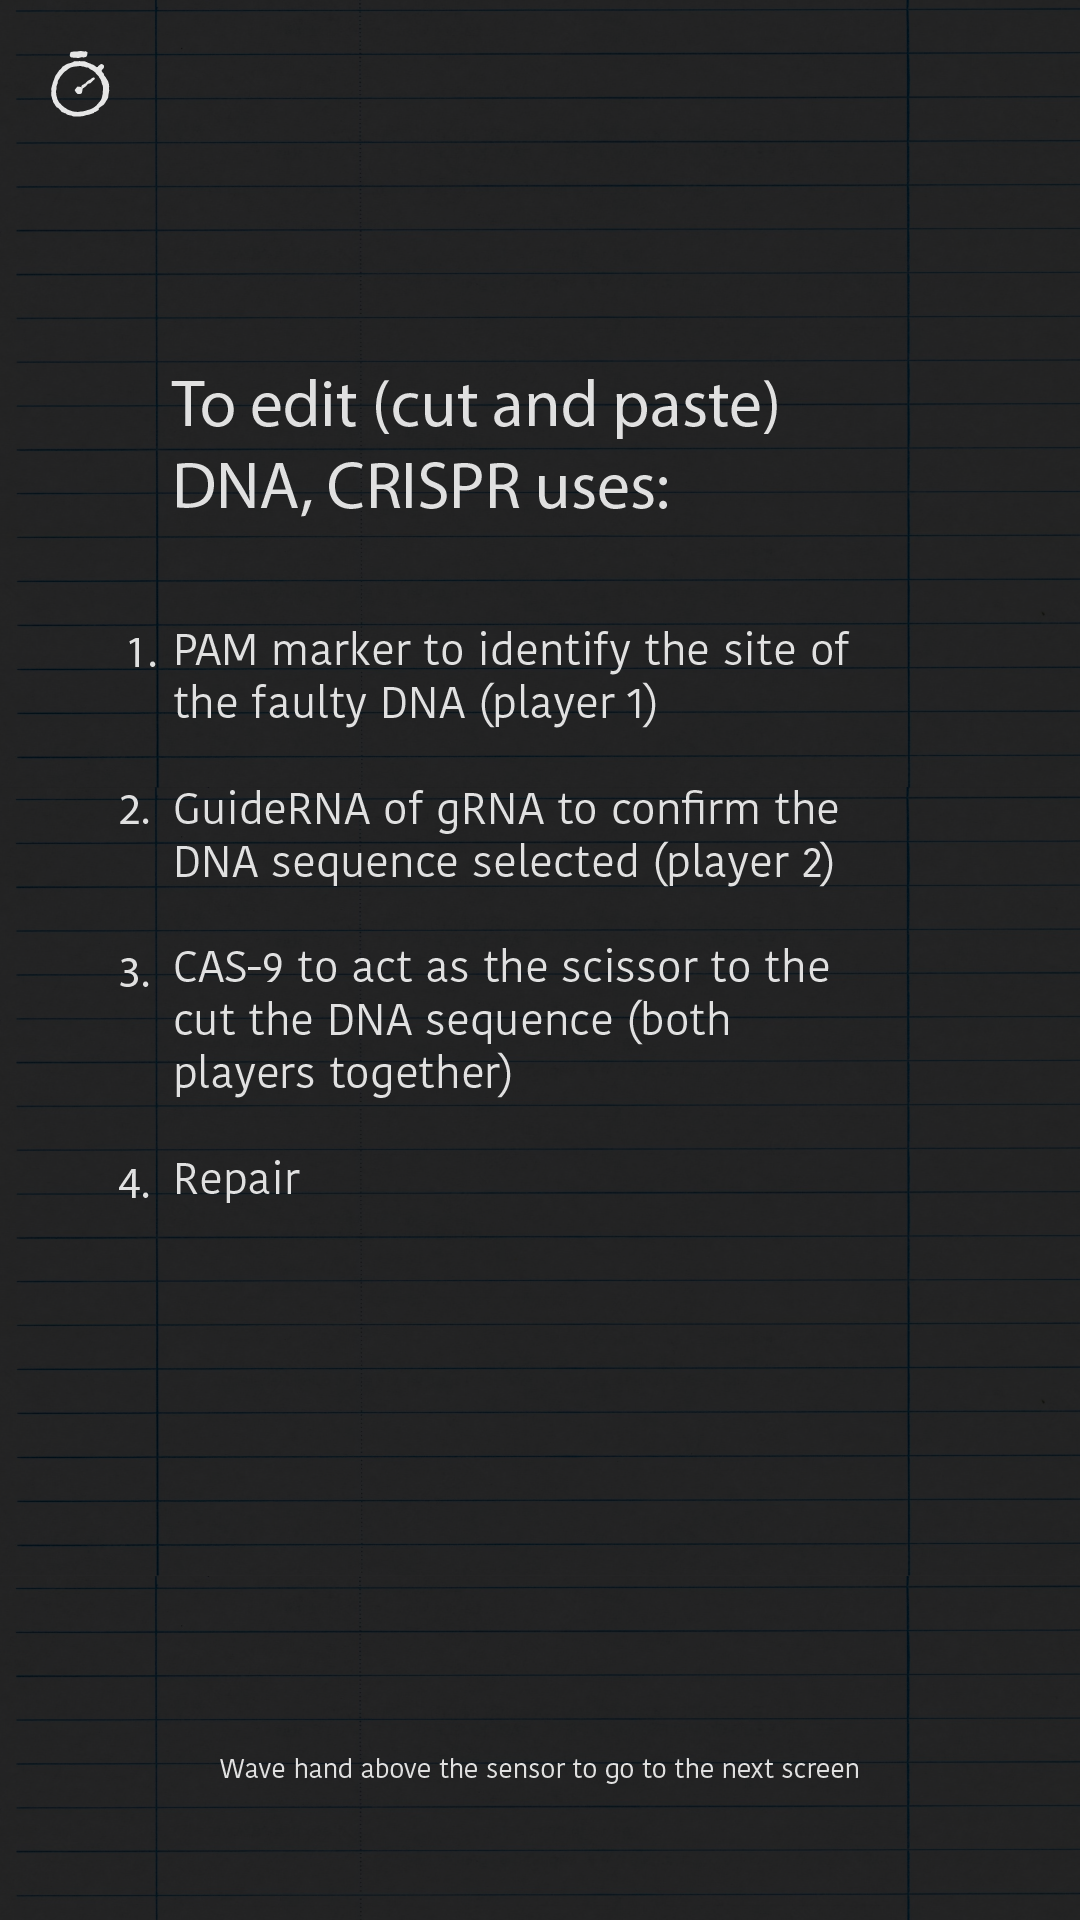 To edit (cut and paste)
DNA, CRISPR uses:
1. PAM marker to identify the site of
the faulty DNA (player 1)
2. GuideRNA of gRNA to confirm the
DNA sequence selected (player 2)
3. CAS-9 to act as the scissor to the
cut the DNA sequence (both
players together)
4. Repair
Wave hand above the sensor to go to the next screen